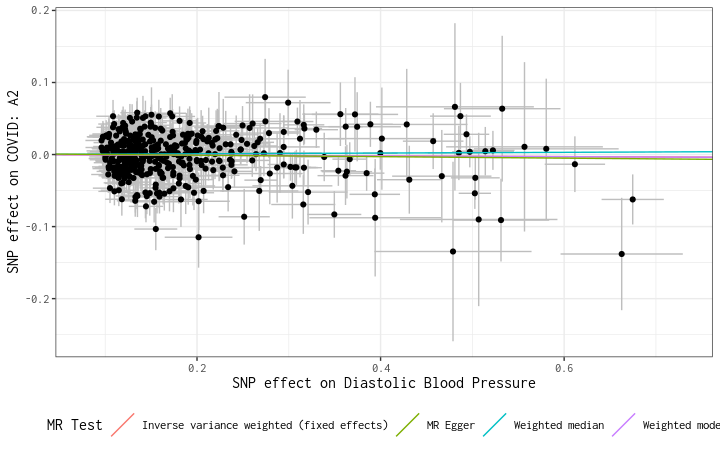 0.2
0.1
0.0
-0.1
-0.2
SNP effect on COVID: A2
0.2 0.4 0.6
SNP effect on Diastolic Blood Pressure
MR Test Inverse variance weighted (fixed effects) MR Egger Weighted median Weighted mode